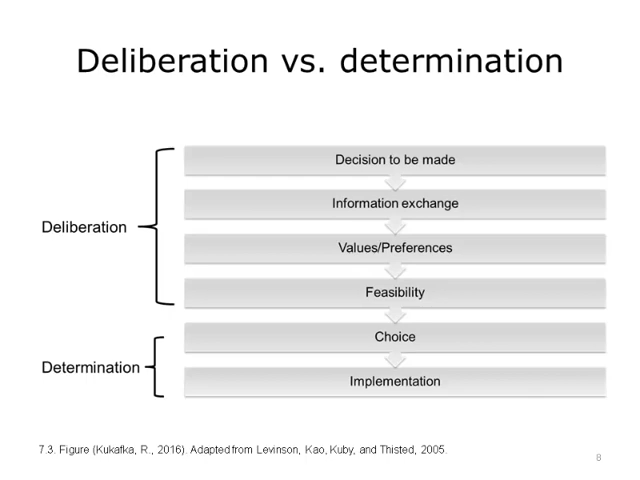 Deliberation vs. determination
Decision to be made
Information exchange
Deliberation
Values/Preferences
Feasibility
Choice
Determination
Implementation
7.3. Figure (Kukafka, R., 2016). Adapted from Levinson, Kao, Kuby, and Thisted, 2005.
8